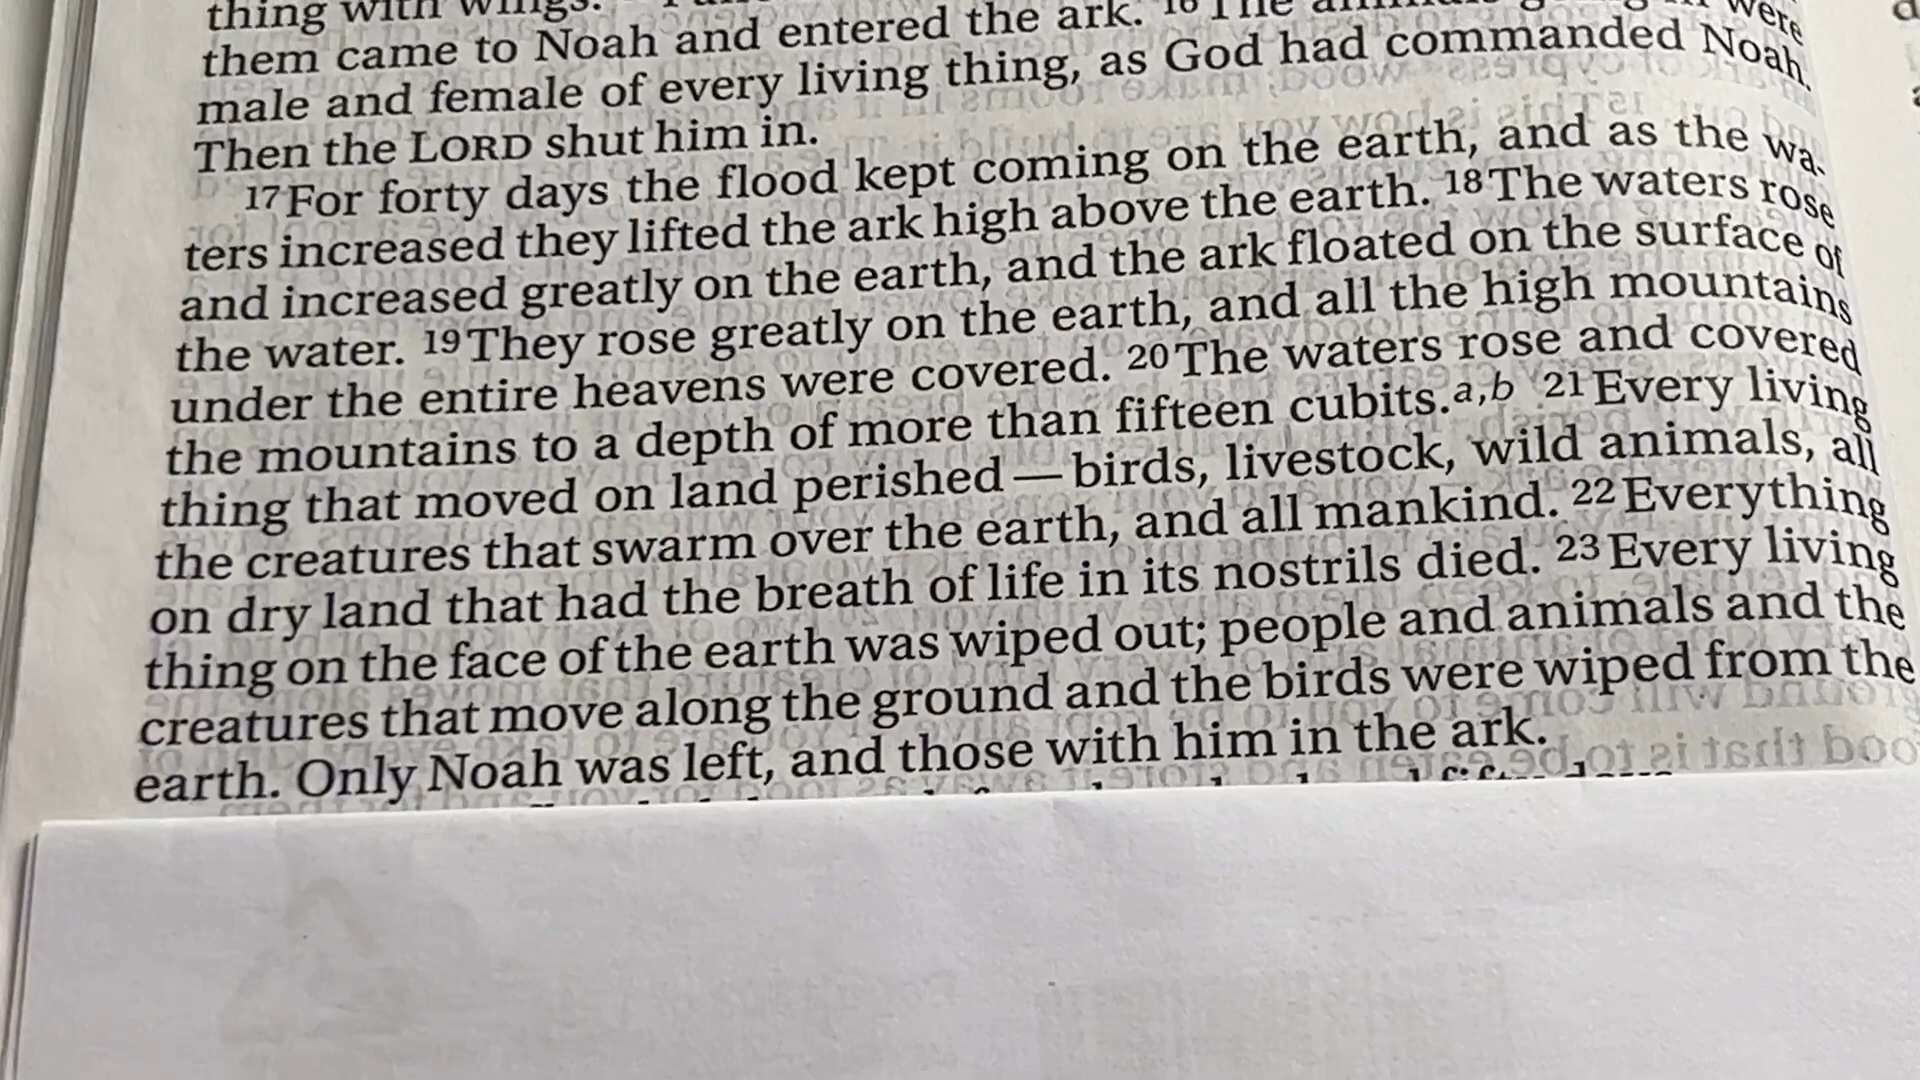 thing with wings.
them came to Noah and entered the ark. 16 The were
male and female of every living thing, as God had commanded Noah.
Then the LORD shut him in.
17 For forty days the flood kept coming on the earth, and as the wa-
ters increased they lifted the ark high above the earth. 18 The waters rose
and increased greatly on the earth, and the ark floated on the surface of
the water. 19 They rose greatly on the earth, and all the high mountains
under the entire heavens were covered. 20 The waters rose and covered
the mountains to a depth of more than fifteen cubits.a,b 21 Every living
thing that moved on land perished — birds, livestock, wild animals, all
the creatures that swarm over the earth, and all mankind. 22 Everything
on dry land that had the breath of life in its nostrils died. 23 Every living
thing on the face of the earth was wiped out; people and animals and the
creatures that move along the ground and the birds were wiped from the
earth. Only Noah was left, and those with him in the ark.